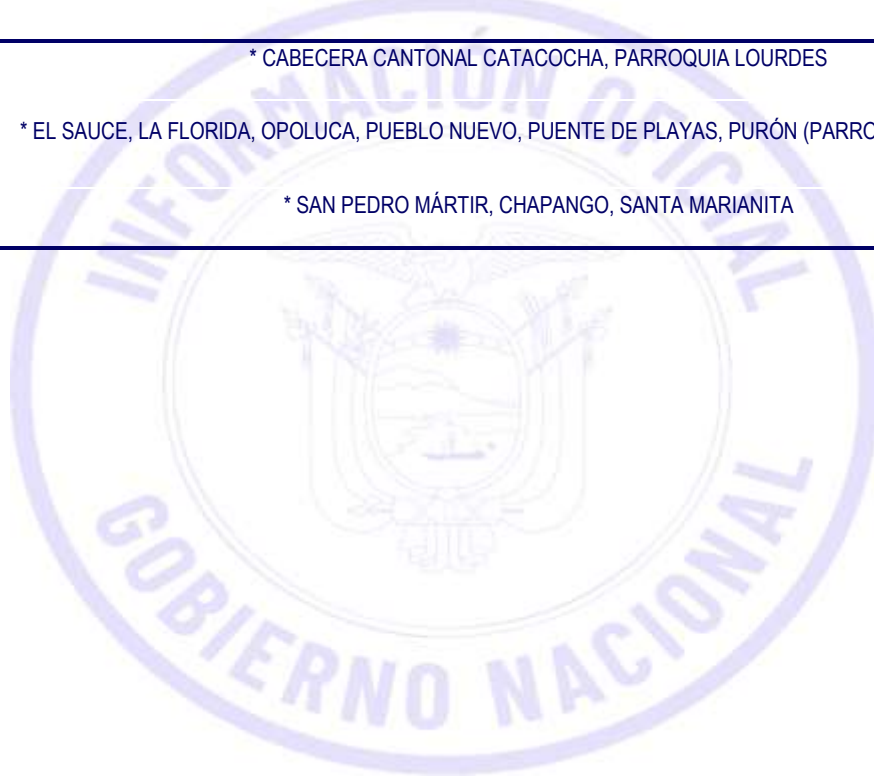 * CABECERA CANTONAL CATACOCHA, PARROQUIA LOURDES
* EL SAUCE, LA FLORIDA, OPOLUCA, PUEBLO NUEVO, PUENTE DE PLAYAS, PURÓN
* SAN PEDRO MÁRTIR, CHAPANGO, SANTA MARIANITA
INFORMACIÓN OFICIAL
GOBIERNO NACIONAL